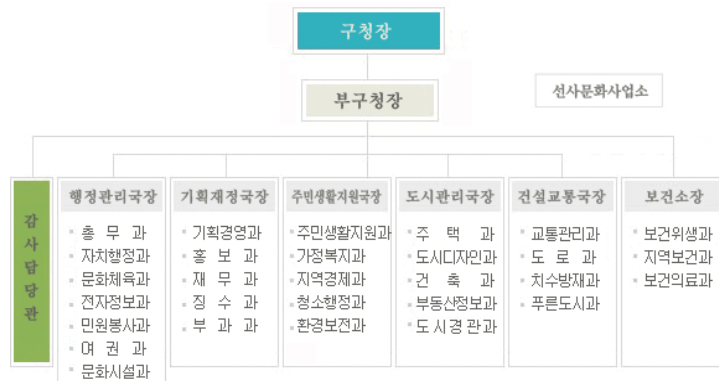 구청장
부구청장
선사문화사업소
감사담당관
행정관리국장
총 무 과
자치행정과
문화체육과
전자정보과
민원봉사과
여 권 과
문화시설과
기획재정국장
기획경영과
홍 보 과
재 무 과
징 수 과
부 과 과
주민생활지원국장
주민생활지원과
가정복지과
지역경제과
청소행정과
환경보전과
도시관리국장
주 택 과
도시디자인과
건 축 과
부동산정보과
도시경관과
건설교통국장
교통관리과
도 로 과
치수방재과
푸른도시과
보건소장
보건위생과
지역보건과
보건의료과